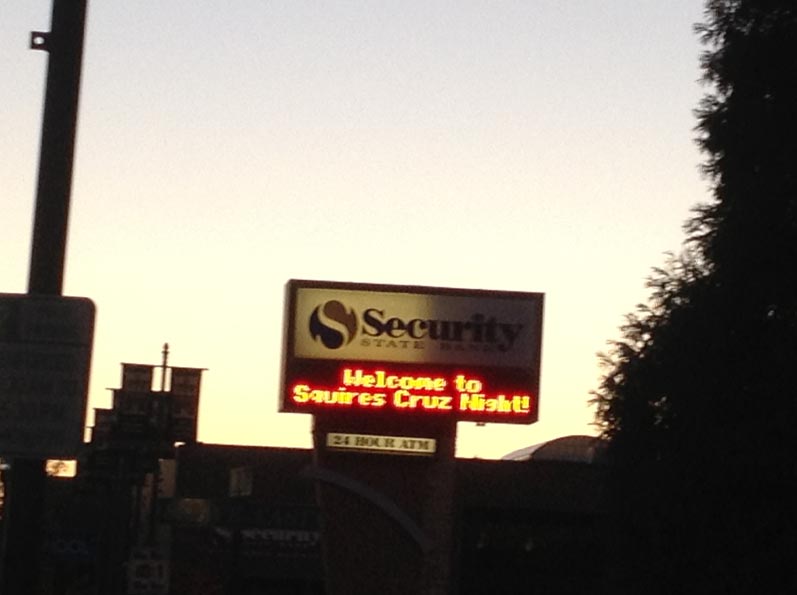 Security
STATE BANK
Welcome to
Squires Cruz Night!
24 HOUR ATM